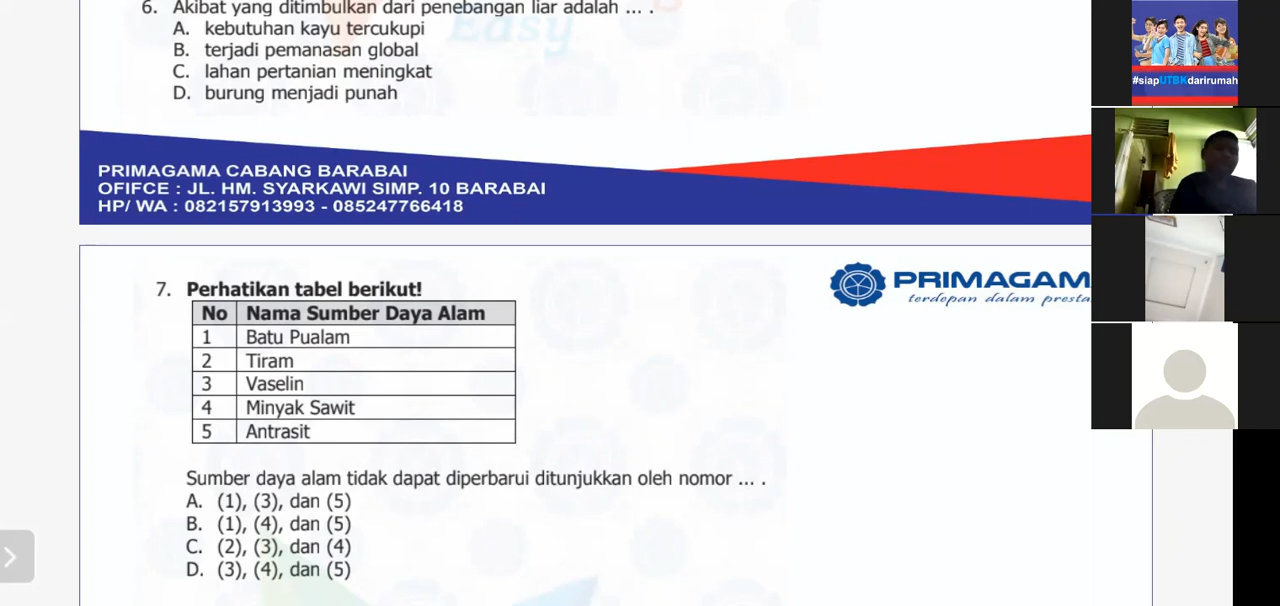 6. Akibat yang ditimbulkan dari penebangan liar adalah ... .
A. kebutuhan kayu tercukupi
B. terjadi pemanasan global
C. lahan pertanian meningkat
D. burung menjadi punah
Easy
PRIMAGAMA CABANG BARABAI
OFIFCE : JL. HM. SYARKAWI SIMP. 10 BARABAI
HP/ WA : 082157913993 - 085247766418
#siapUTBKdarirumah
PRIMAGAM
terdepan dalam presta
7. Perhatikan tabel berikut!
No Nama Sumber Daya Alam
1 Batu Pualam
2 Tiram
3 Vaselin
4 Minyak Sawit
5 Antrasit
Sumber daya alam tidak dapat diperbarui ditunjukkan oleh nomor ... .
A. (1), (3), dan (5)
B. (1), (4), dan (5)
C. (2), (3), dan (4)
D. (3), (4), dan (5)